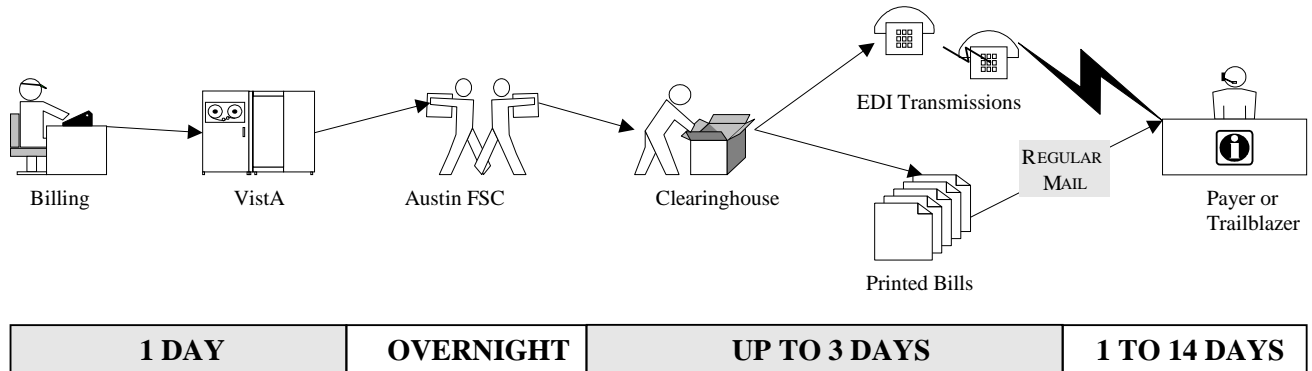 EDI Transmissions
REGULAR
MAIL
Billing
VistA
Austin FSC
Clearinghouse
Payer or
Trailblazer
Printed Bills
1 DAY
OVERNIGHT
UP TO 3 DAYS
1 TO 14 DAYS